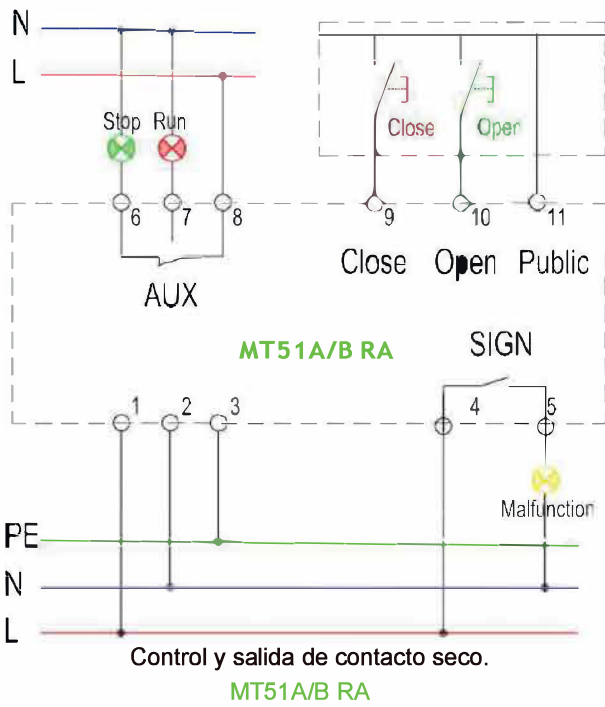 N
L
Stop Run
Close Open
6 7 8 9 10 11
Close Open Public
AUX
MT51A/B RA
SIGN
1 2 3 4 5
Malfunction
PE
N
L
Control y salida de contacto seco.
MT51A/B RA